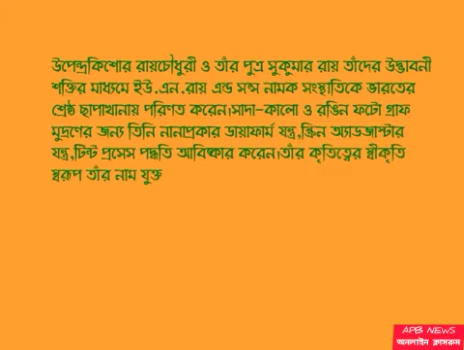 উপেন্দ্রকিশোর রায়চৌধুরী ও তাঁর পুত্র সুকুমার রায় তাঁদের উদ্ভাবনী
শক্তির মাধ্যমে ইউ.এন.রায় এন্ড সন্স নামক সংস্থাটিকে ভারতের
শ্রেষ্ঠ ছাপাখানায় পরিণত করেন।সাদা-কালো ও রঙিন ফটো গ্রাফ
মুদ্রণের জন্য তিনি নানাপ্রকার ডায়াফার্ম যন্ত্র,স্ক্রিন অ্যাডজাস্টার
যন্ত্র,টিন্ট প্রসেস পদ্ধতি আবিষ্কার করেন।তাঁর কৃতিত্বের স্বীকৃতি
স্বরূপ তাঁর নাম যুক্ত
APB NEWS
অনলাইন ক্লাসরুম